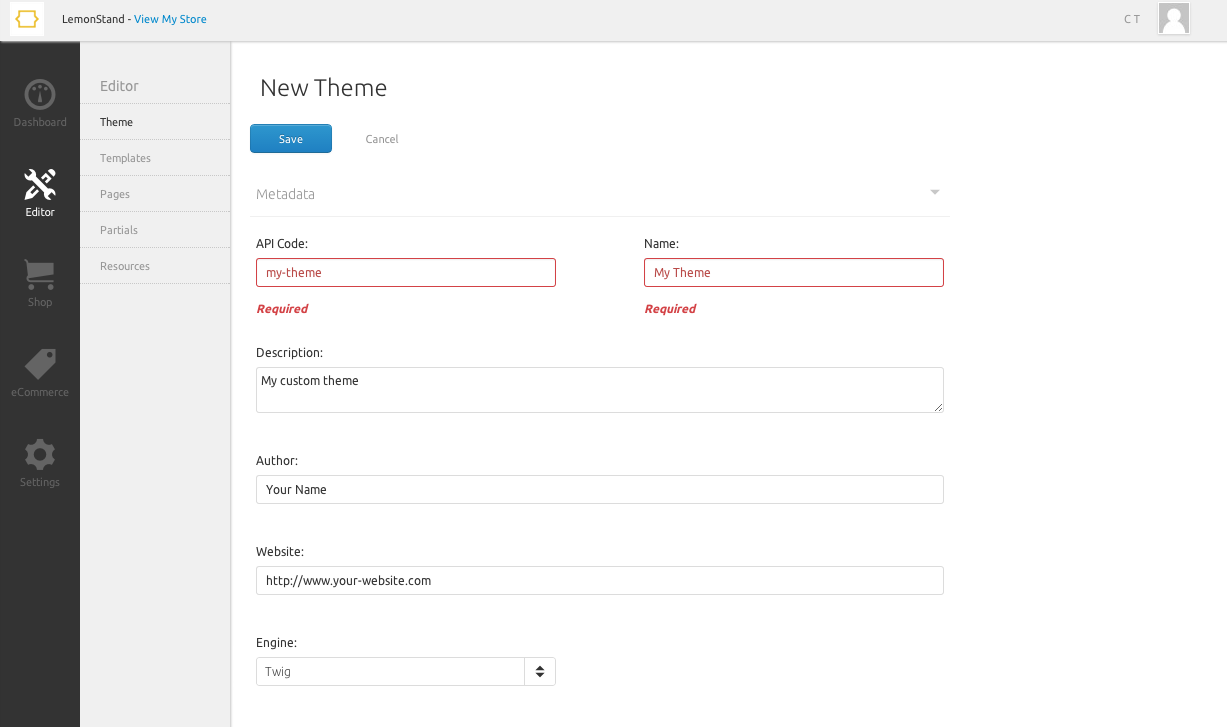 LemonStand - View My Store
C T
Dashboard
Editor
Shop
eCommerce
Settings
Editor
Theme
Templates
Pages
Partials
Resources
New Theme
Save
Cancel
Metadata
API Code:
my-theme
Required
Name:
My Theme
Required
Description:
My custom theme
Author:
Your Name
Website:
http://www.your-website.com
Engine:
Twig